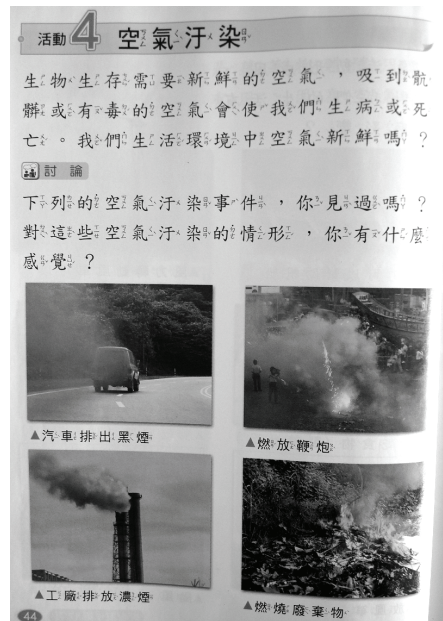 活動4 空氣汙染
生物生存需要新鮮的空氣，吸到骯
髒或有毒的空氣會使我們生病或死
亡。我們生活環境中空氣新鮮嗎？
討論
下列的空氣汙染事件，你見過嗎？
對這些空氣汙染的情形，你有什麼
感覺？
▲汽車排出黑煙
▲燃放鞭炮
▲工廠排放濃煙
▲燃燒廢棄物
44